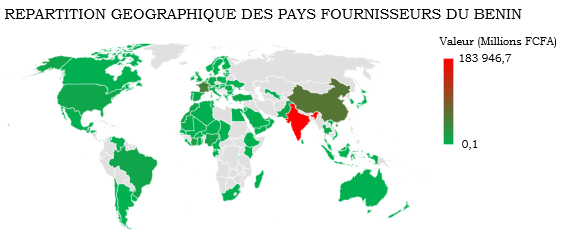 REPARTITION GEOGRAPHIQUE DES PAYS FOURNISSEURS DU BENIN
Valeur (Millions FCFA)
183 946,7
0,1